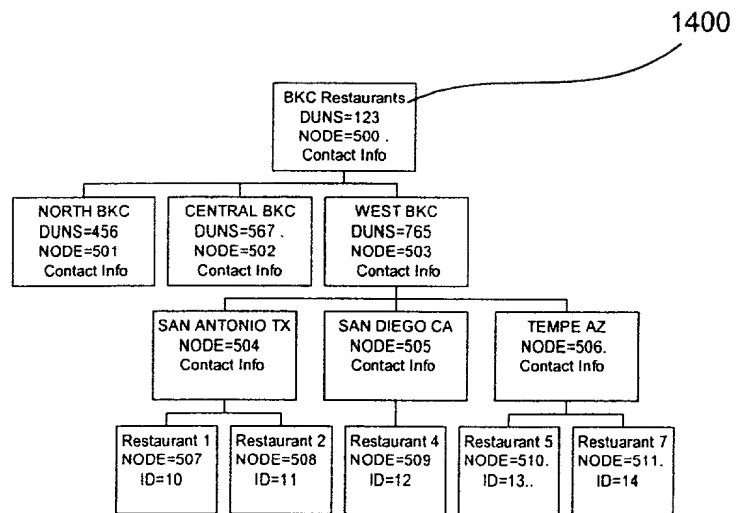 1400
BKC Restaurants
DUNS=123
NODE=500 .
Contact Info
NORTH BKC
DUNS=456
NODE=501
Contact Info
CENTRAL BKC
DUNS=567 .
NODE=502
Contact Info
WEST BKC
DUNS=765
NODE=503
Contact Info
SAN ANTONIO TX
NODE=504
Contact Info
SAN DIEGO CA
NODE=505
Contact Info
TEMPE AZ
NODE=506.
Contact Info
Restaurant 1
NODE=507
ID=10
Restaurant 2
NODE=508
ID=11
Restaurant 4
NODE=509
ID=12
Restaurant 5
NODE=510.
ID=13..
Restuarant 7
NODE=511.
ID=14